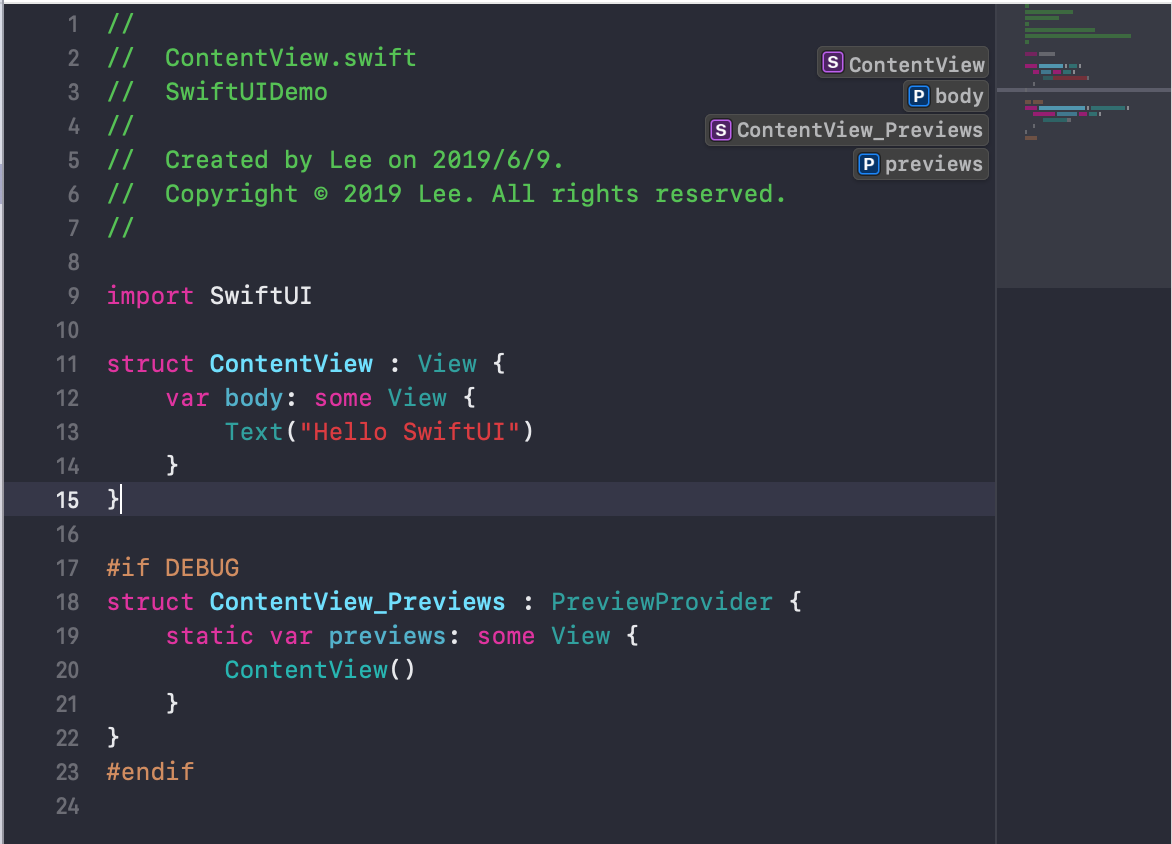 1 //
2 //  ContentView.swift
3 //  SwiftUIDemo
4 //
5 //  Created by Lee on 2019/6/9.
6 //  Copyright © 2019 Lee. All rights reserved.
7 //
8
9 import SwiftUI
10
11 struct ContentView : View {
12     var body: some View {
13         Text("Hello SwiftUI")
14     }
15 }
16
17 #if DEBUG
18 struct ContentView_Previews : PreviewProvider {
19     static var previews: some View {
20         ContentView()
21     }
22 }
23 #endif
24
S ContentView
P body
S ContentView_Previews
P previews